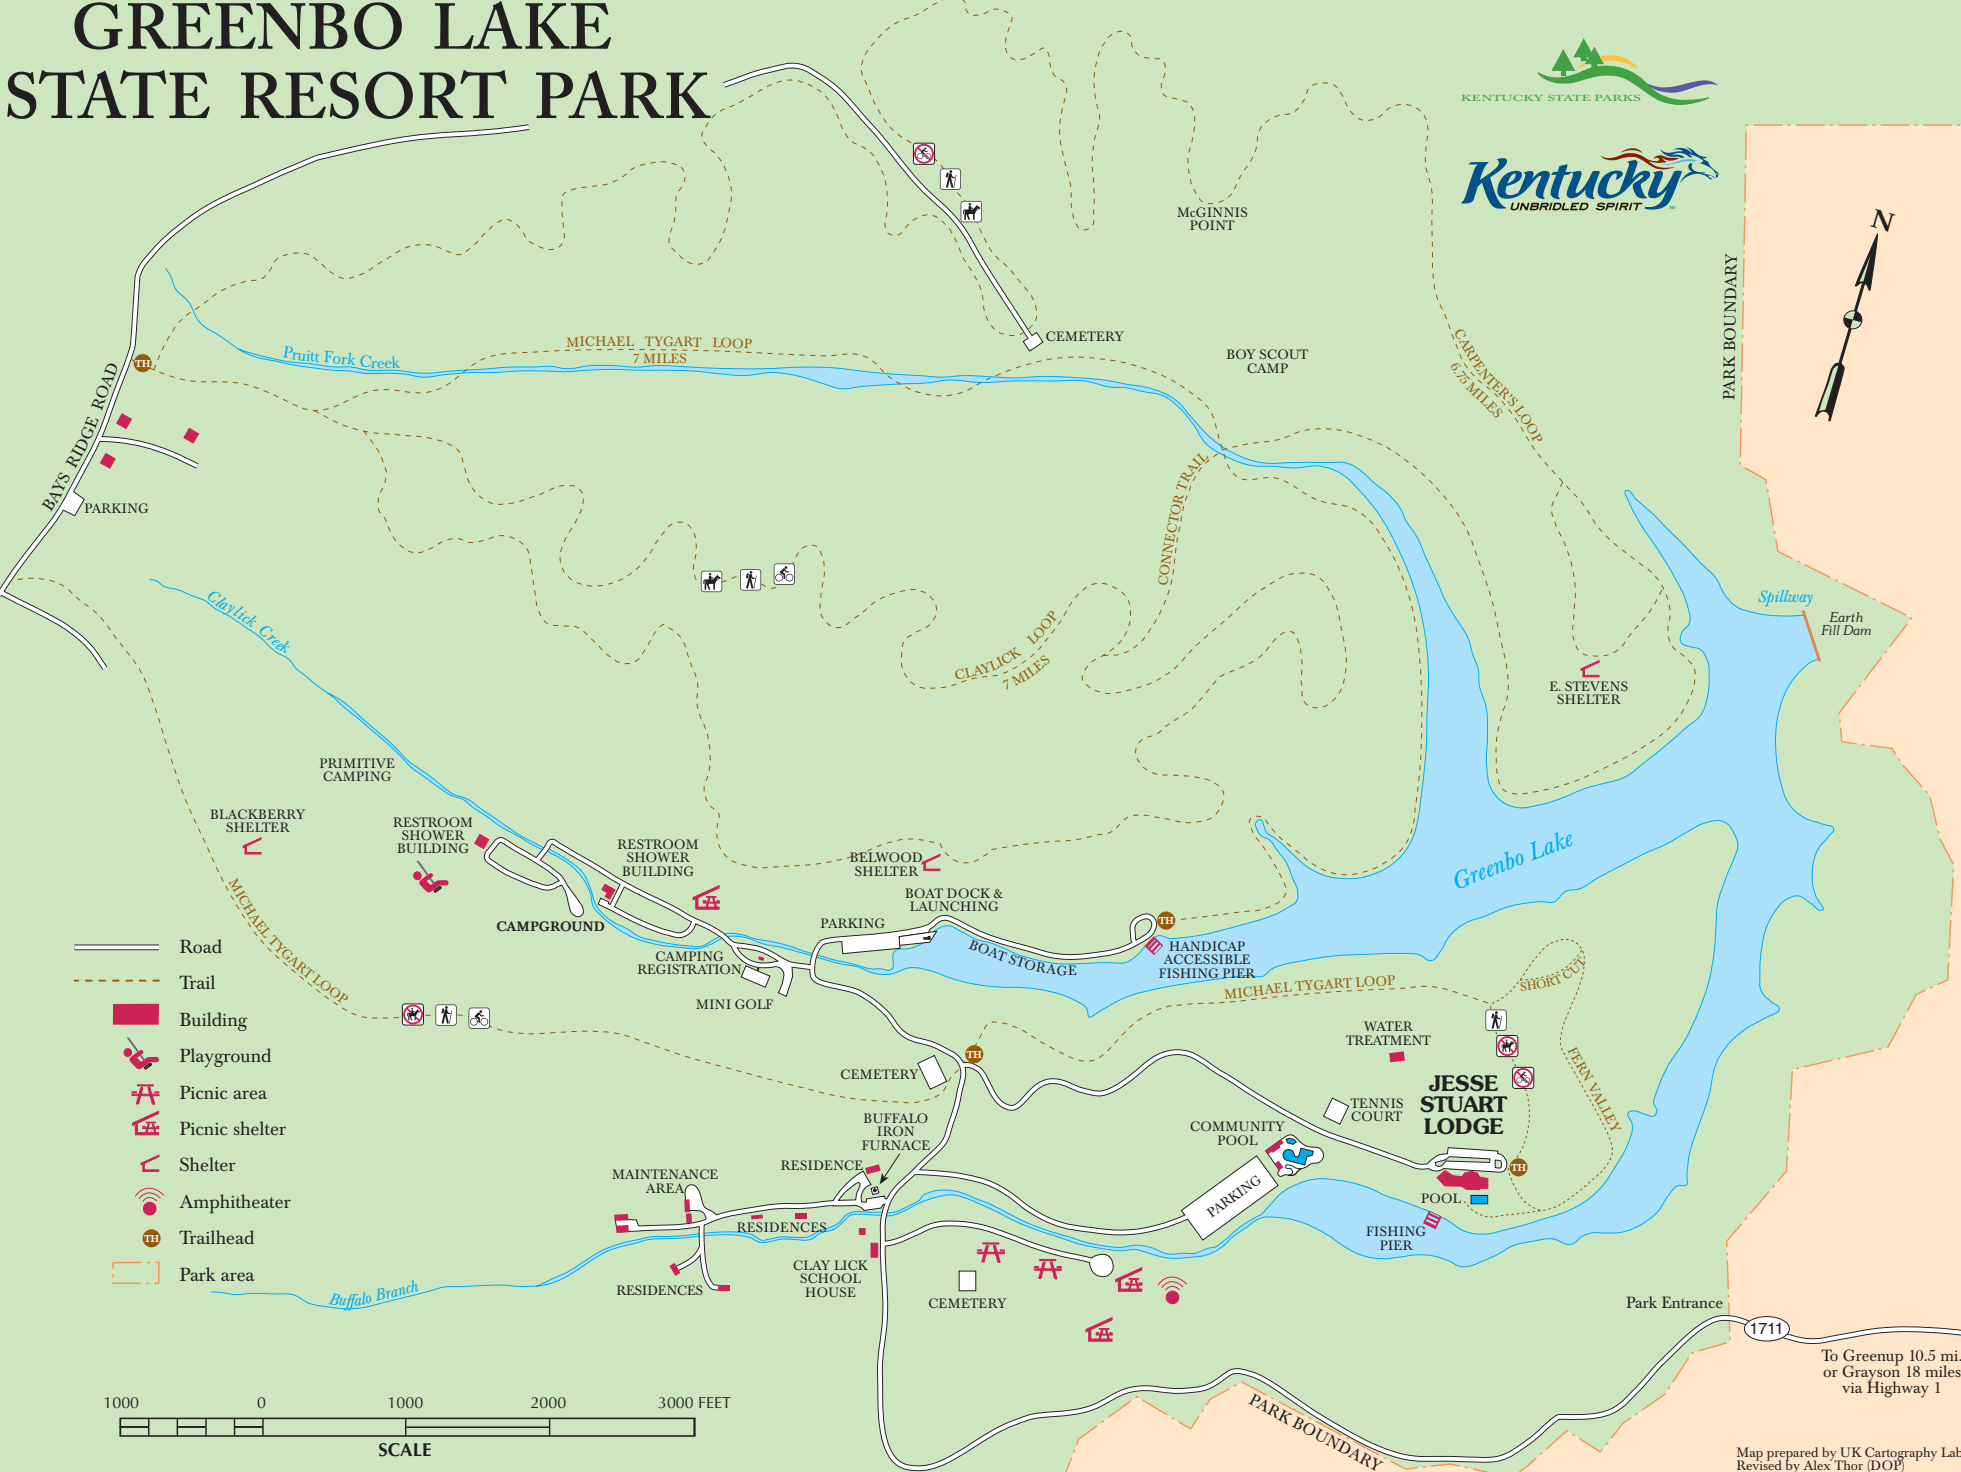 GREENBO LAKE
STATE RESORT PARK
KENTUCKY STATE PARKS
Kentucky
UNBRIDLED SPIRIT
TM
N
McGINNIS
POINT
PARK BOUNDARY
CEMETERY
BOY SCOUT
CAMP
CARPENTER'S LOOP
6.75 MILES
MICHAEL TYGART LOOP
7 MILES
Pruitt Fork Creek
TH
BAYS RIDGE ROAD
PARKING
CONNECTOR TRAIL
Claylick Creek
CLAYLICK LOOP
7 MILES
Spillway
Earth
Fill Dam
E. STEVENS
SHELTER
PRIMITIVE
CAMPING
BLACKBERRY
SHELTER
RESTROOM
SHOWER
BUILDING
RESTROOM
SHOWER
BUILDING
CAMPGROUND
BELWOOD
SHELTER
BOAT DOCK &
LAUNCHING
PARKING
BOAT STORAGE
TH
HANDICAP
ACCESSIBLE
FISHING PIER
Greenbo Lake
MICHAEL TYGART LOOP
CAMPING
REGISTRATION
MINI GOLF
MICHAEL TYGART LOOP
SHORT CUT
WATER
TREATMENT
FERN VALLEY
TH
CEMETERY
JESSE
STUART
LODGE
TENNIS
COURT
COMMUNITY
POOL
PARKING
TH
POOL
FISHING
PIER
BUFFALO
IRON
FURNACE
RESIDENCE
MAINTENANCE
AREA
RESIDENCES
RESIDENCES
CLAY LICK
SCHOOL
HOUSE
CEMETERY
Buffalo Branch
Road
Trail
Building
Playground
Picnic area
Picnic shelter
Shelter
Amphitheater
TH
Trailhead
Park area
Park Entrance
1711
To Greenup 10.5 mi.
or Grayson 18 miles
via Highway 1
PARK BOUNDARY
1000 0 1000 2000 3000 FEET
SCALE
Map prepared by UK Cartography Lab
Revised by Alex Thor (DOP)